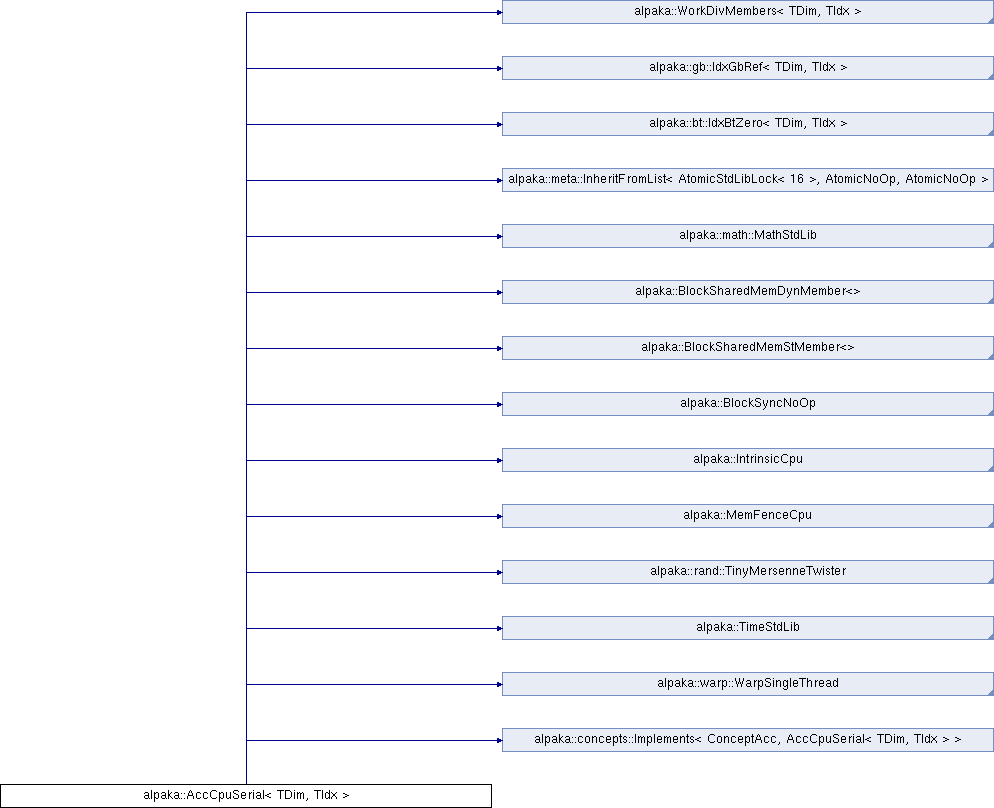 alpaka::WorkDivMembers< TDim, TIdx >
alpaka::gb::IdxGbRef< TDim, TIdx >
alpaka::bt::IdxBtZero< TDim, TIdx >
alpaka::meta::InheritFromList< AtomicStdLibLock< 16 >, AtomicNoOp, AtomicNoOp >
alpaka::math::MathStdLib
alpaka::BlockSharedMemDynMember<>
alpaka::BlockSharedMemStMember<>
alpaka::BlockSyncNoOp
alpaka::IntrinsicCpu
alpaka::MemFenceCpu
alpaka::rand::TinyMersenneTwister
alpaka::TimeStdLib
alpaka::warp::WarpSingleThread
alpaka::concepts::Implements< ConceptAcc, AccCpuSerial< TDim, TIdx > >
alpaka::AccCpuSerial< TDim, TIdx >